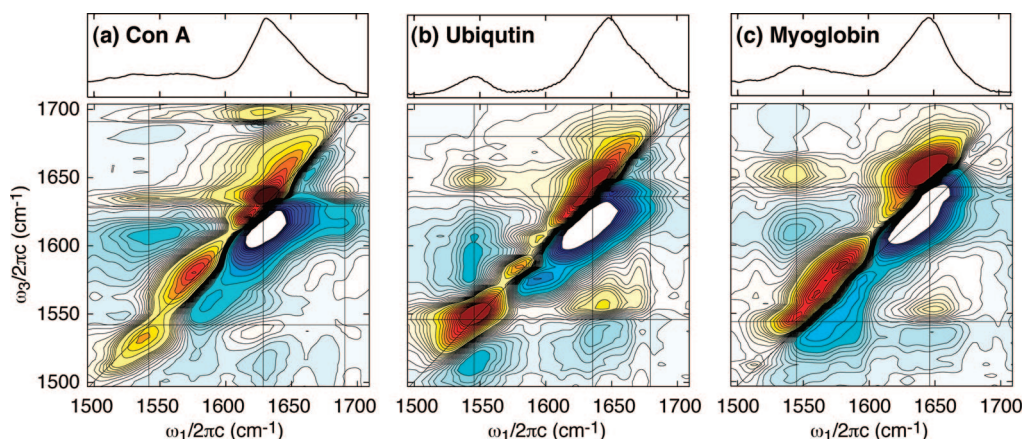 (a) Con A
(b) Ubiqutin
(c) Myoglobin
1700
1650
1600
1550
1500
ω3/2πc (cm-1)
1500 1550 1600 1650 1700
1500 1550 1600 1650 1700
1500 1550 1600 1650 1700
ω1/2πc (cm-1)
ω1/2πc (cm-1)
ω1/2πc (cm-1)